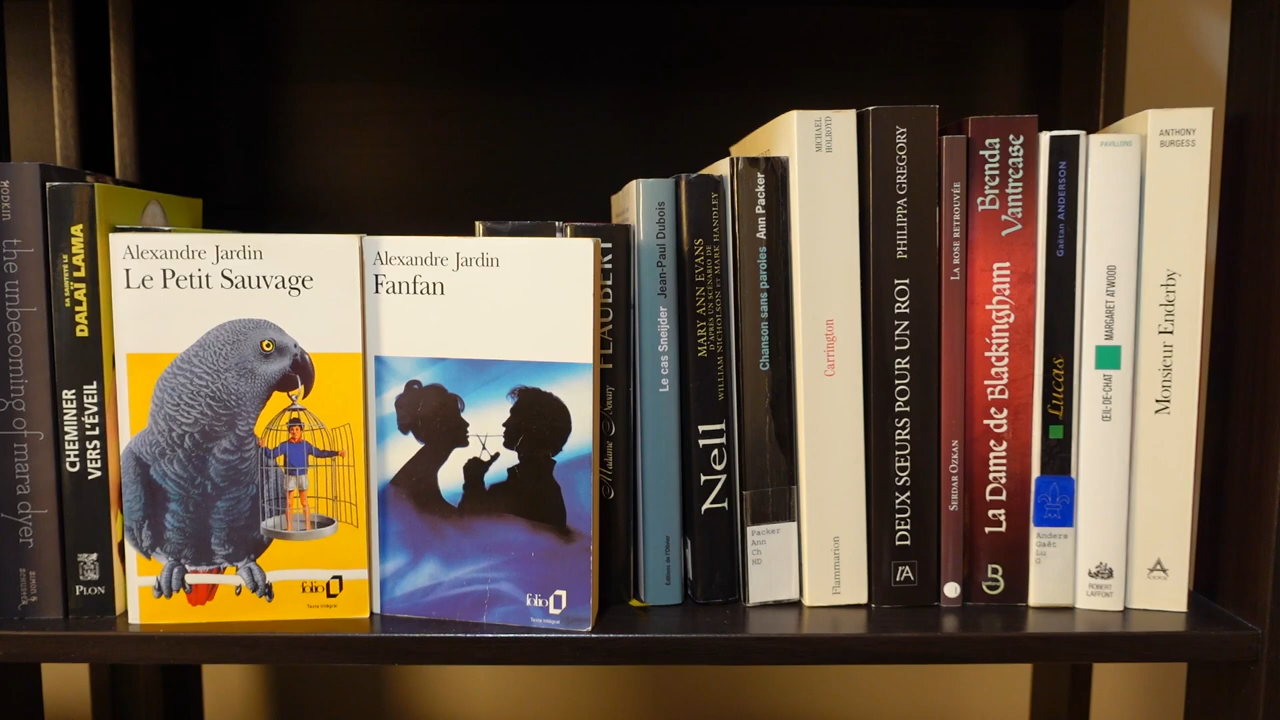 HODKIN
the unbecoming of mara dyer
SIMON &
SCHUSTER
SA SAINTETÉ LE
DALAÏ LAMA
CHEMINER
VERS L'ÉVEIL
PLON
Alexandre Jardin
Le Petit Sauvage
folio
Texte intégral
Alexandre Jardin
Fanfan
folio
Texte intégral
FLAUBERT
Madame Bovary
Le cas Sneijder Jean-Paul Dubois
Éditions de l'Olivier
MARY ANN EVANS
D'APRÈS UN SCÉNARIO DE
WILLIAM NICHOLSON ET MARK HANDLEY
Nell
Chanson sans paroles Ann Packer
Packer
Ann
Ch
ND
MICHAEL
HOLROYD
Carrington
Flammarion
DEUX SŒURS POUR UN ROI PHILIPPA GREGORY
l'A
LA ROSE RETROUVÉE
SERDAR OZKAN
Brenda
Vantrease
La Dame de Blackingham
Gaëtan ANDERSON
Lucas
Anders
Gaët
Lu
G
PAVILLONS
MARGARET ATWOOD
ŒIL-DE-CHAT
ROBERT
LAFFONT
ANTHONY
BURGESS
Monsieur Enderby